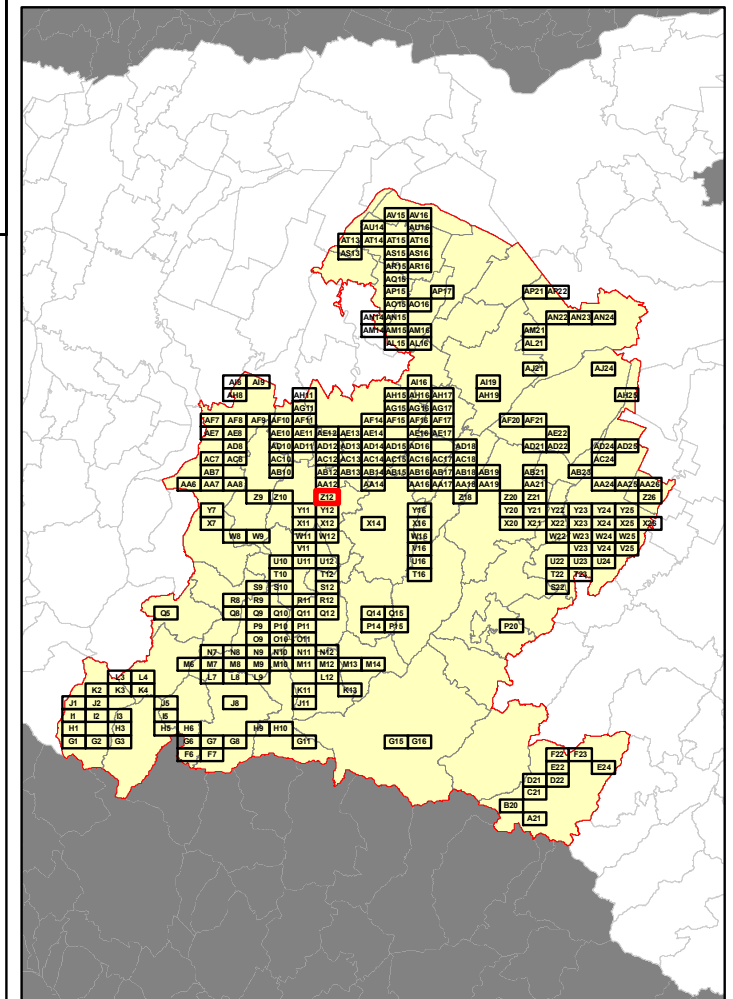 AV15 AV16
AU14 AU16
AT13 AT14 AT15 AT16
AS13 AS15 AS16
AR15 AR16
AQ15
AP15 AP17 AP21 AP22
AO15 AO16
AN14 AN15 AN22 AN23 AN24
AM14 AM15 AM16 AM21
AL15 AL16 AL21
AJ21 AJ24
AI8 AI9 AI16 AI19
AH8 AH11 AH15 AH16 AH17 AH19 AH25
AG11 AG15 AG16 AG17
AF7 AF8 AF9 AF10 AF11 AF14 AF15 AF16 AF17 AF20 AF21
AE7 AE8 AE10 AE11 AE12 AE13 AE14 AE16 AE17 AE22
AD8 AD10 AD11 AD12 AD13 AD15 AD16 AD18 AD21 AD22 AD24 AD25
AC7 AC8 AC10 AC12 AC13 AC14 AC15 AC16 AC17 AC18 AC24
AB7 AB10 AB12 AB13 AB14 AB15 AB16 AB17 AB18 AB19 AB21 AB23
AA6 AA7 AA8 AA12 AA14 AA16 AA17 AA18 AA19 AA21 AA24 AA25 AA26
Z9 Z10 Z12 Z18 Z20 Z21 Z26
Y7 Y11 Y12 Y16 Y20 Y21 Y22 Y23 Y24 Y25
X7 X11 X12 X14 X16 X20 X21 X22 X23 X24 X25 X26
W8 W9 W11 W12 W16 W22 W23 W24 W25
V11 V16 V23 V24 V25
U10 U11 U12 U16 U22 U23 U24
T10 T12 T16 T22 T23
S9 S10 S12 S22
R8 R9 R11 R12
Q5 Q8 Q9 Q10 Q11 Q12 Q14 Q15
P9 P10 P11 P14 P15 P20
O9 O10 O11
N7 N8 N9 N10 N11 N12
M6 M7 M8 M9 M10 M11 M12 M13 M14
L3 L4 L7 L8 L9 L12
K2 K3 K4 K11 K13
J1 J2 J5 J8 J11
I1 I2 I3 I5
H1 H3 H5 H6 H9 H10
G1 G2 G3 G6 G7 G8 G11 G15 G16
F6 F7 F22 F23
E22 E24
D21 D22
C21
B20
A21